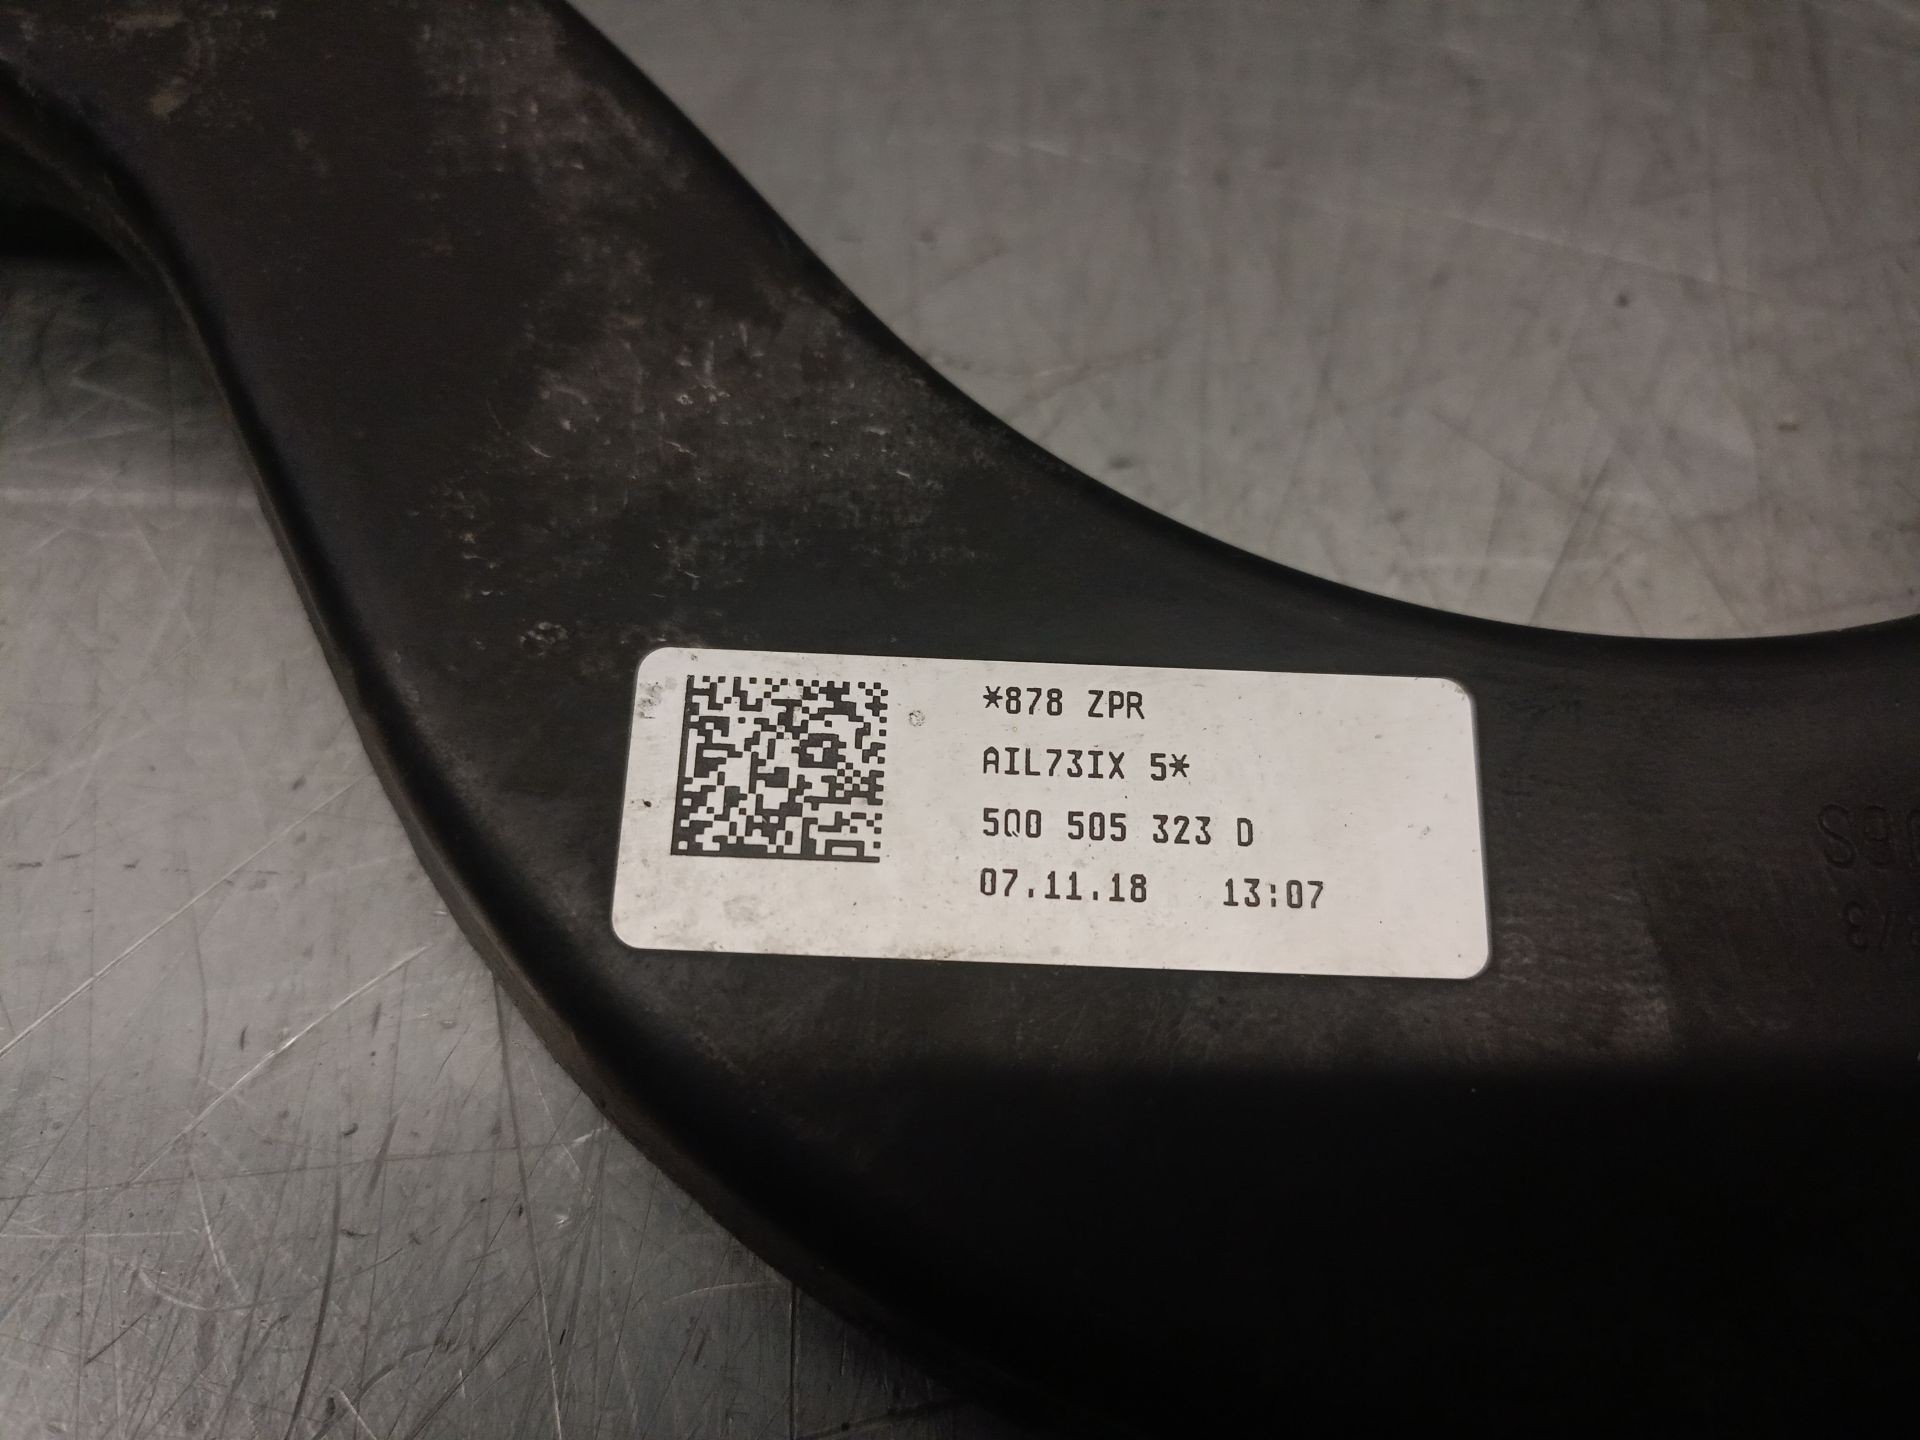 *878 ZPR
AIL73IX 5*
5Q0 505 323 D
07.11.18 13:07